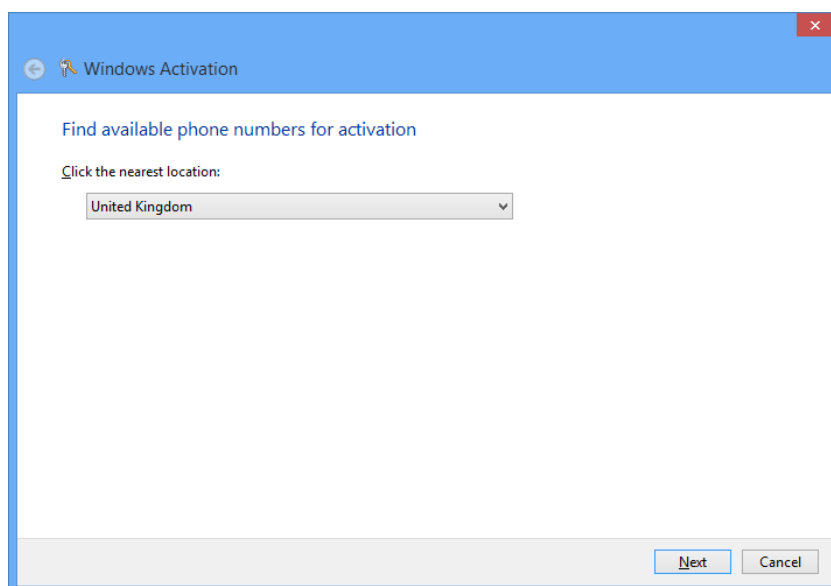 Windows Activation
Find available phone numbers for activation
Click the nearest location:
United Kingdom
Next Cancel